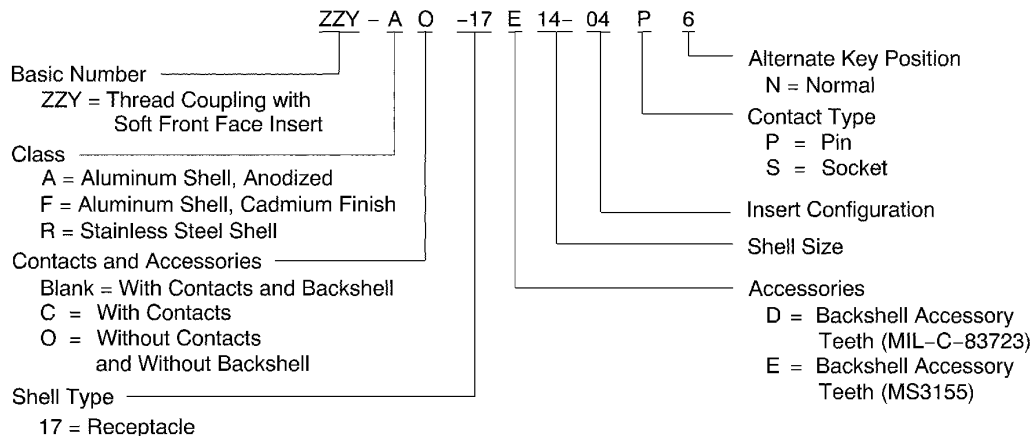 ZZY - A O -17 E 14- 04 P 6
Basic Number
ZZY = Thread Coupling with
Soft Front Face Insert
Class
A = Aluminum Shell, Anodized
F = Aluminum Shell, Cadmium Finish
R = Stainless Steel Shell
Contacts and Accessories
Blank = With Contacts and Backshell
C = With Contacts
O = Without Contacts
and Without Backshell
Shell Type
17 = Receptacle
Alternate Key Position
N = Normal
Contact Type
P = Pin
S = Socket
Insert Configuration
Shell Size
Accessories
D = Backshell Accessory
Teeth (MIL-C-83723)
E = Backshell Accessory
Teeth (MS3155)